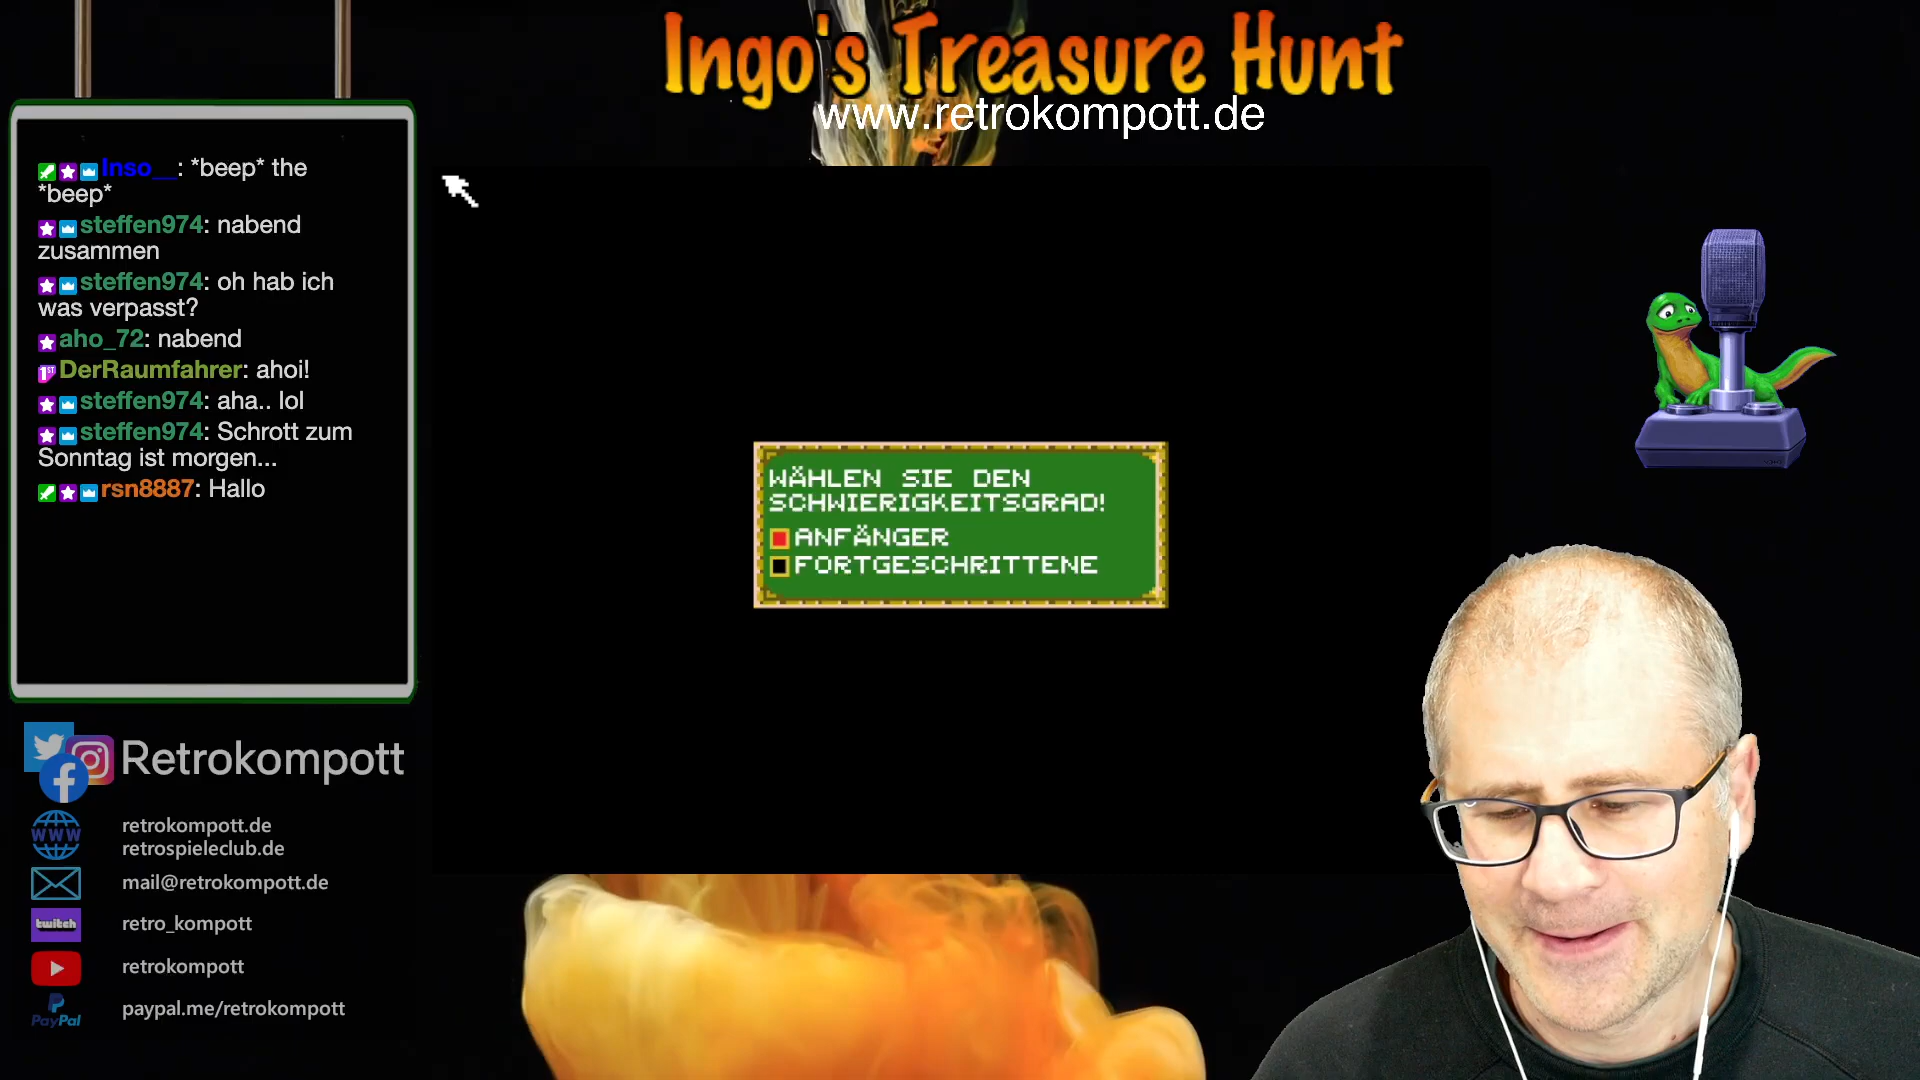 Ingo's Treasure Hunt
www.retrokompott.de
Inso__: *beep* the
*beep*
steffen974: nabend
zusammen
steffen974: oh hab ich
was verpasst?
aho_72: nabend
1ST DerRaumfahrer: ahoi!
steffen974: aha.. lol
steffen974: Schrott zum
Sonntag ist morgen...
rsn8887: Hallo
WÄHLEN SIE DEN
SCHWIERIGKEITSGRAD!
ANFÄNGER
FORTGESCHRITTENE
Retrokompott
WWW
retrokompott.de
retrospieleclub.de
mail@retrokompott.de
twitch
retro_kompott
retrokompott
PayPal
paypal.me/retrokompott